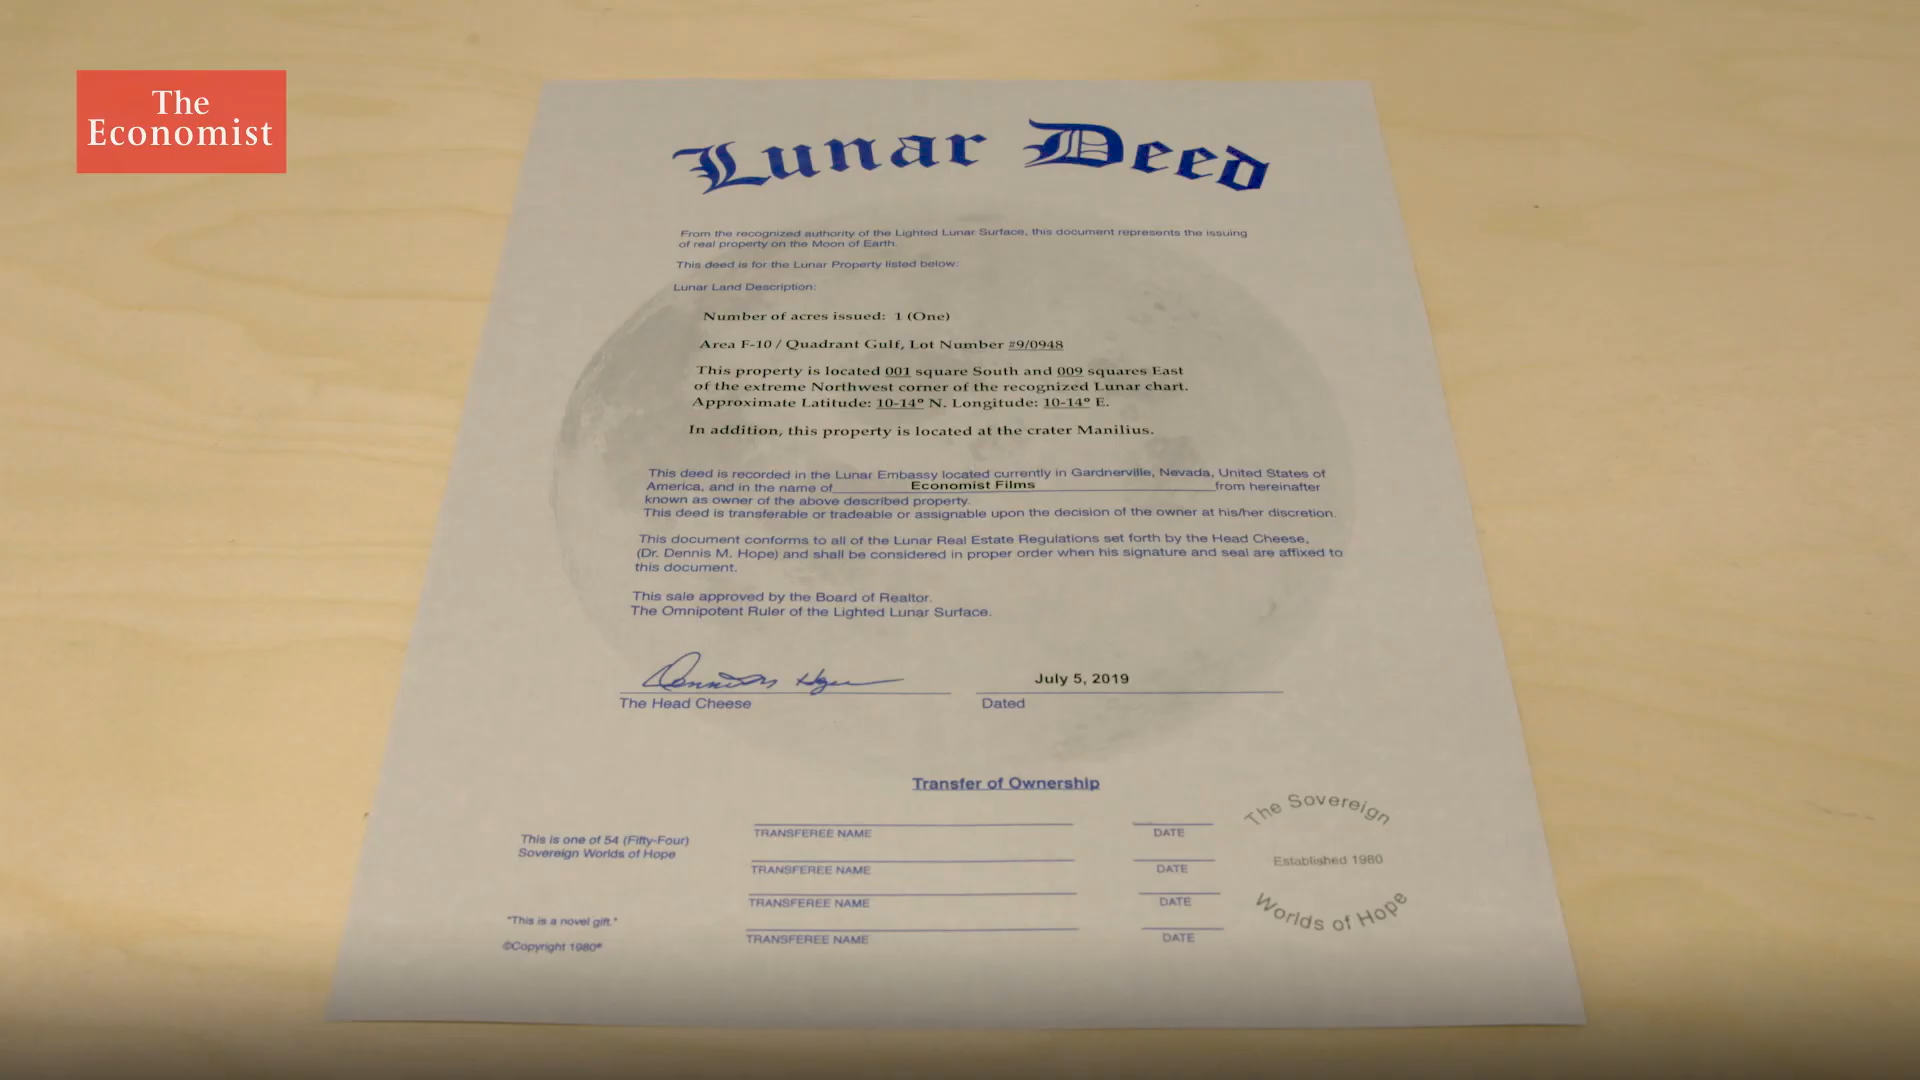 The
Economist
Lunar Deed
From the recognized authority of the Lighted Lunar Surface, this document represents the issuing
of real property on the Moon of Earth.
This deed is for the Lunar Property listed below:
Lunar Land Description:
Number of acres issued: 1 (One)
Area F-10 / Quadrant Gulf, Lot Number #9/0948
This property is located 001 square South and 009 squares East
of the extreme Northwest corner of the recognized Lunar chart.
Approximate Latitude: 10-14° N. Longitude: 10-14° E.
In addition, this property is located at the crater Manilius.
This deed is recorded in the Lunar Embassy located currently in Gardnerville, Nevada, United States of
America, and in the name of Economist Films from hereinafter
known as owner of the above described property.
This deed is transferable or tradeable or assignable upon the decision of the owner at his/her discretion.
This document conforms to all of the Lunar Real Estate Regulations set forth by the Head Cheese,
(Dr. Dennis M. Hope) and shall be considered in proper order when his signature and seal are affixed to
this document.
This sale approved by the Board of Realtor.
The Omnipotent Ruler of the Lighted Lunar Surface.
July 5, 2019
The Head Cheese Dated
Transfer of Ownership
This is one of 54 (Fifty-Four)
Sovereign Worlds of Hope
"This is a novel gift."
©Copyright 1980®
TRANSFEREE NAME DATE
TRANSFEREE NAME DATE
TRANSFEREE NAME DATE
TRANSFEREE NAME DATE
The Sovereign
Established 1980
Worlds of Hope